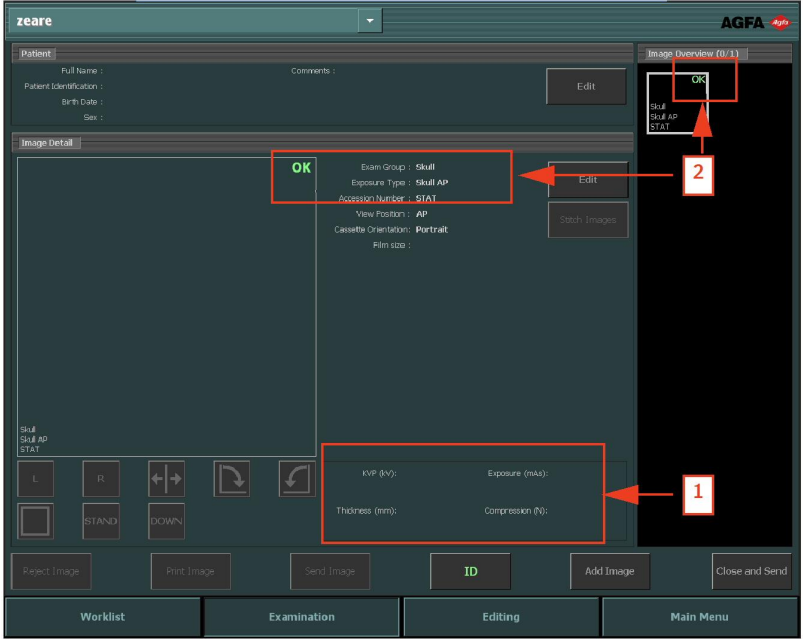 zeare
AGFA Agfa
Patient
Full Name :
Comments :
Patient Identification :
Birth Date :
Sex :
Edit
Image Overview (0/1)
OK
Skull
Skull AP
STAT
2
Image Detail
OK
Exam Group : Skull
Exposure Type : Skull AP
Accession Number : STAT
View Position : AP
Cassette Orientation: Portrait
Film size :
Edit
Stitch Images
Skull
Skull AP
STAT
L
R
STAND
DOWN
KVP (kV):
Exposure (mAs):
Thickness (mm):
Compression (N):
1
Reject Image
Print Image
Send Image
ID
Add Image
Close and Send
Worklist
Examination
Editing
Main Menu